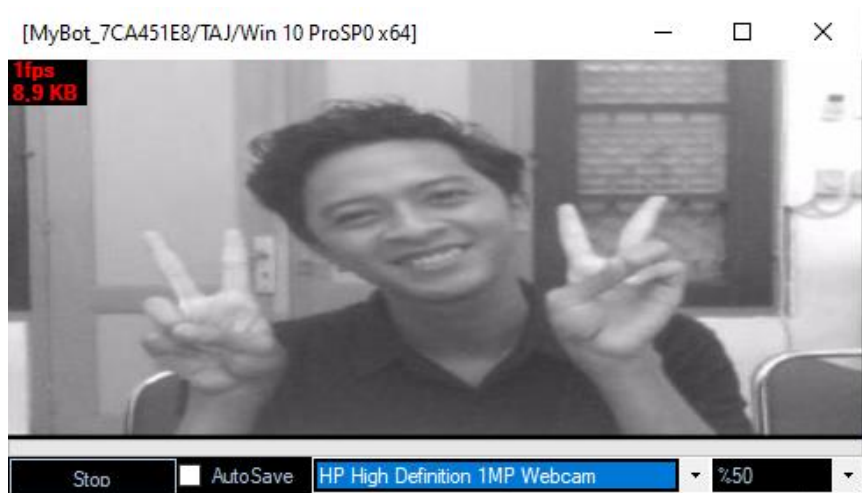 [MyBot_7CA451E8/TAJ/Win 10 ProSP0 x64]
1fps
8,9 KB
Stop
AutoSave
HP High Definition 1MP Webcam
%50